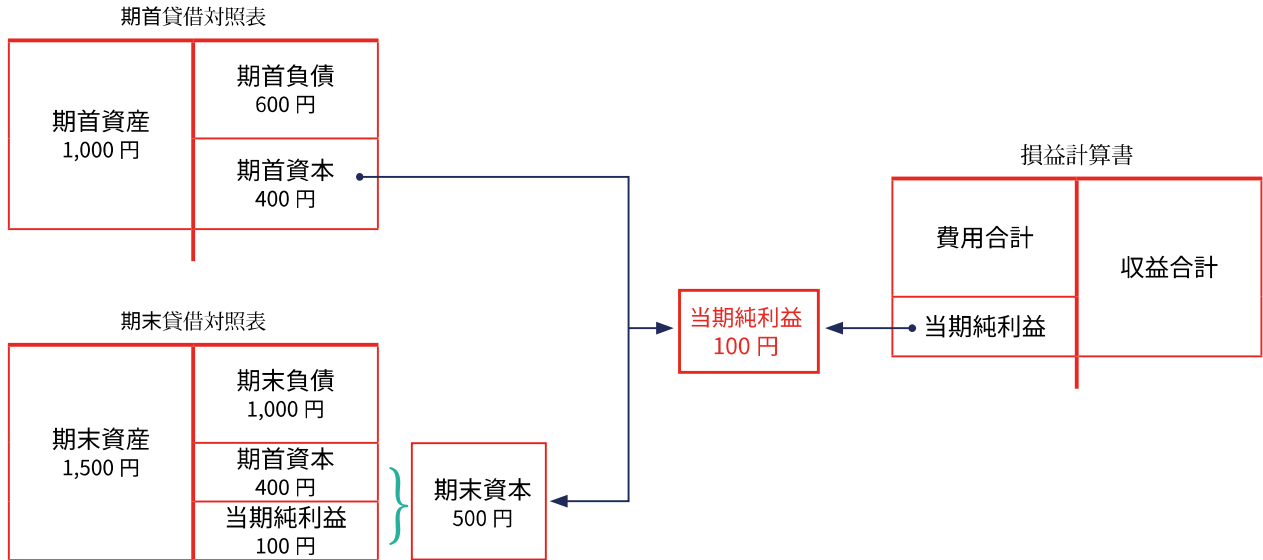 期首貸借対照表
期首資産
1,000 円
期首負債
600 円
期首資本
400 円
期末貸借対照表
期末資産
1,500 円
期末負債
1,000 円
期首資本
400 円
当期純利益
100 円
期末資本
500 円
当期純利益
100 円
損益計算書
費用合計
当期純利益
収益合計